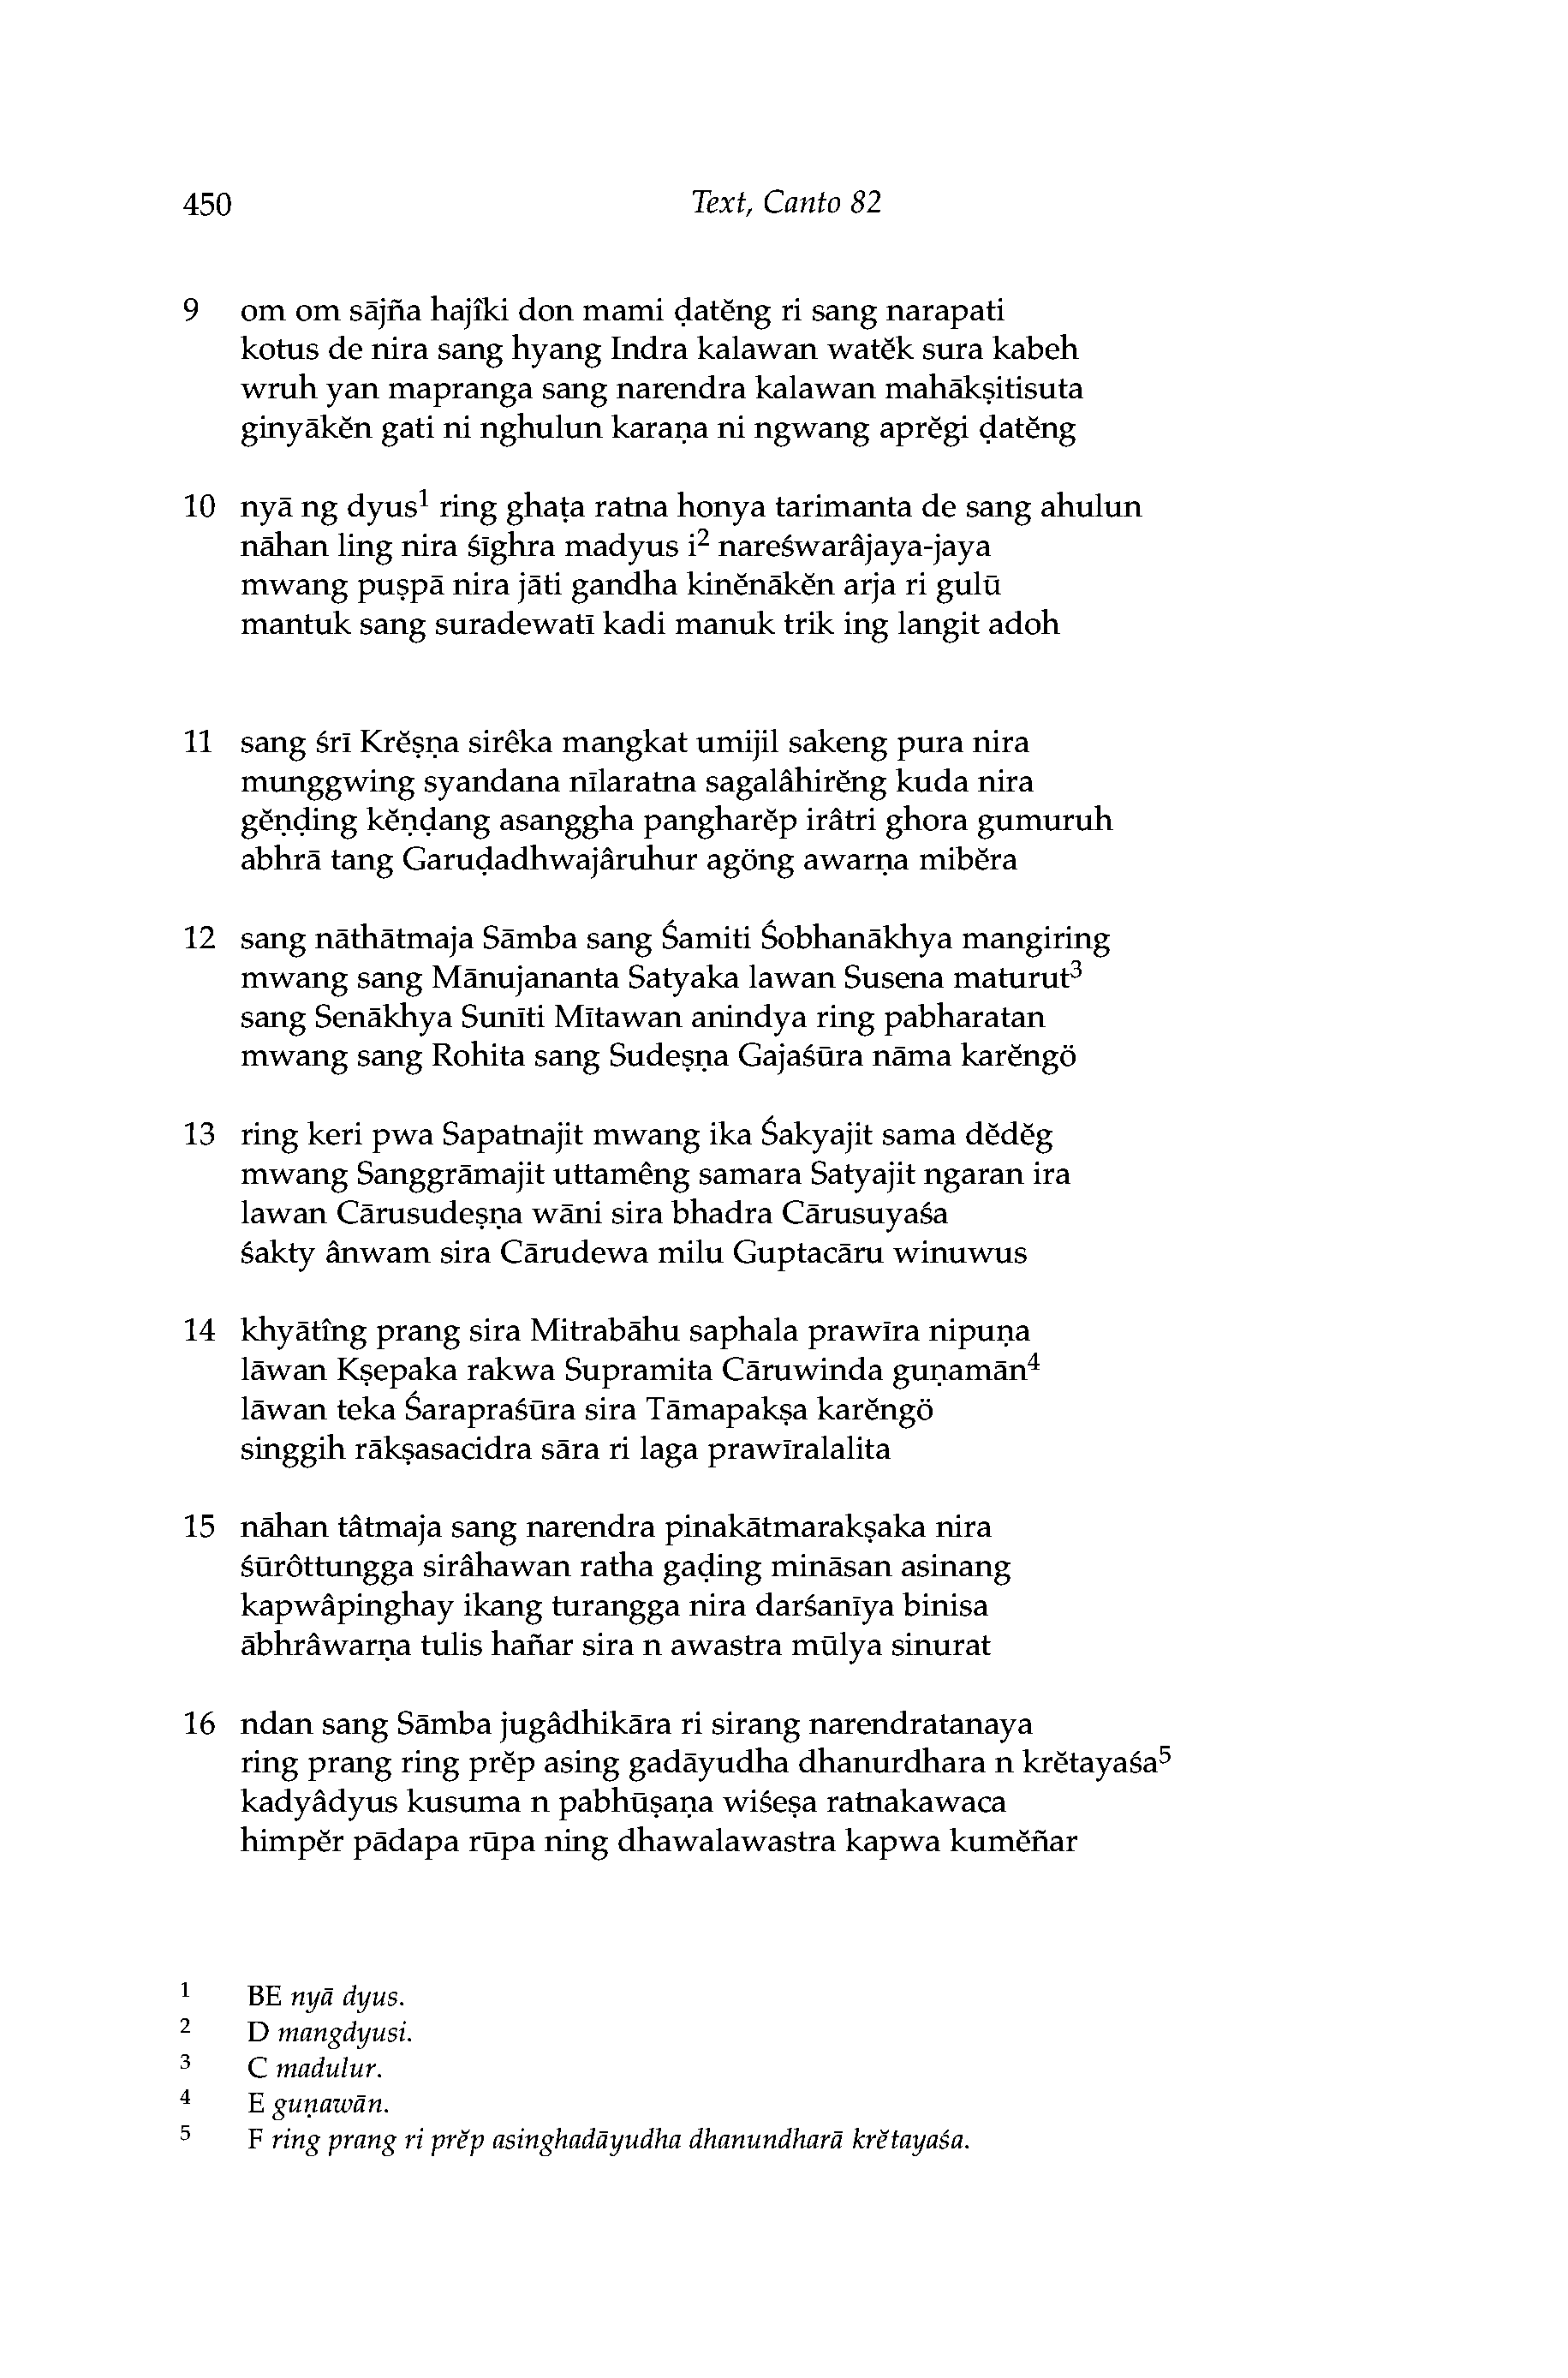 450 Text, Canto 82
9 om om sājña hajîki don mami ḍatĕng ri sang narapati
kotus de nira sang hyang Indra kalawan watĕk sura kabeh
wruh yan mapranga sang narendra kalawan mahākṣitisuta
ginyākĕn gati ni nghulun karaṇa ni ngwang aprĕgi ḍatĕng
10 nyā ng dyus¹ ring ghaṭa ratna honya tarimanta de sang ahulun
nāhan ling nira śīghra madyus i² nareśwarâjaya-jaya
mwang puṣpā nira jāti gandha kinĕnākĕn arja ri gulū
mantuk sang suradewatī kadi manuk trik ing langit adoh
11 sang śrī Krĕṣṇa sirêka mangkat umijil sakeng pura nira
munggwing syandana nīlaratna sagalâhirĕng kuda nira
gĕṇḍing kĕṇḍang asanggha pangharĕp irâtri ghora gumuruh
abhrā tang Garuḍadhwajâruhur agöng awarṇa mibĕra
12 sang nāthātmaja Sāmba sang Śamiti Śobhanākhya mangiring
mwang sang Mānujananta Satyaka lawan Susena maturut³
sang Senākhya Sunīti Mītawan anindya ring pabharatan
mwang sang Rohita sang Sudeṣṇa Gajaśūra nāma karĕngö
13 ring keri pwa Sapatnajit mwang ika Śakyajit sama dĕdĕg
mwang Sanggrāmajit uttamêng samara Satyajit ngaran ira
lawan Cārusudeṣṇa wāni sira bhadra Cārusuyaśa
śakty ânwam sira Cārudewa milu Guptacāru winuwus
14 khyātîng prang sira Mitrabāhu saphala prawīra nipuṇa
lāwan Kṣepaka rakwa Supramita Cāruwinda guṇamān⁴
lāwan teka Śarapraśūra sira Tāmapakṣa karĕngö
singgih rākṣasacidra sāra ri laga prawīralalita
15 nāhan tâtmaja sang narendra pinakātmarakṣaka nira
śūrôttungga sirâhawan ratha gaḍing mināsan asinang
kapwâpinghay ikang turangga nira darśanīya binisa
ābhrâwarṇa tulis hañar sira n awastra mūlya sinurat
16 ndan sang Sāmba jugâdhikāra ri sirang narendratanaya
ring prang ring prĕp asing gadāyudha dhanurdhara n krĕtayaśa⁵
kadyâdyus kusuma n pabhūṣaṇa wiśeṣa ratnakawaca
himpĕr pādapa rūpa ning dhawalawastra kapwa kumĕñar
1 BE nyā dyus.
2 D mangdyusi.
3 C madulur.
4 E guṇawān.
5 F ring prang ri prĕp asinghadāyudha dhanundharā krĕtayaśa.